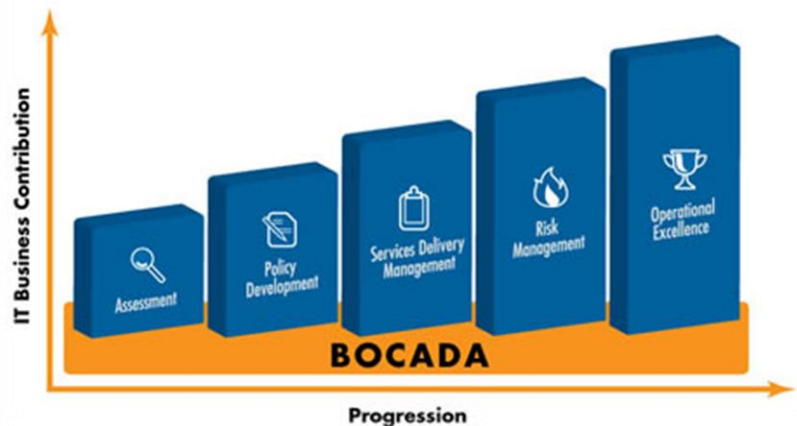 IT Business Contribution
Assessment
Policy
Development
Services Delivery
Management
Risk
Management
Operational
Excellence
BOCADA
Progression